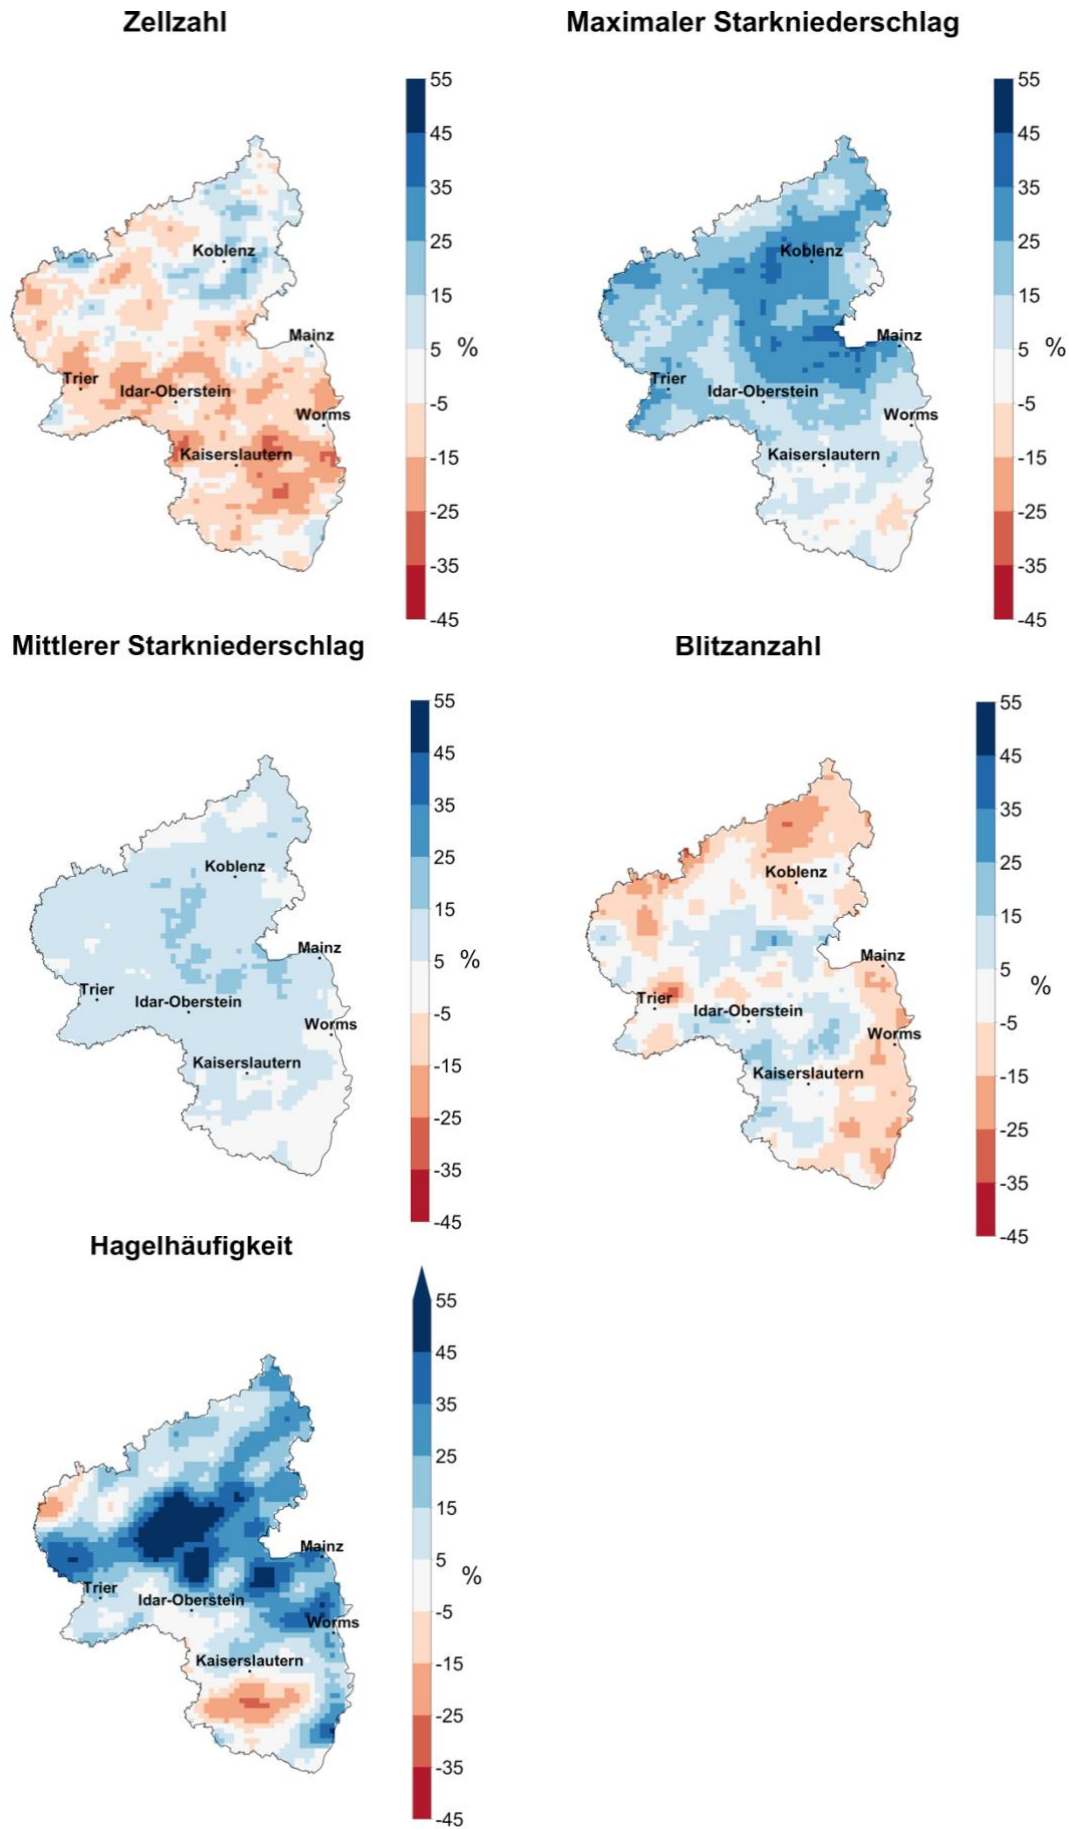 Zellzahl
Maximaler Starkniederschlag
55
45
35
25
15
5
-5
-15
-25
-35
-45
%
Koblenz
Mainz
Trier
Idar-Oberstein
Worms
Kaiserslautern
55
45
35
25
15
5
-5
-15
-25
-35
-45
%
Koblenz
Mainz
Trier
Idar-Oberstein
Worms
Kaiserslautern
Mittlerer Starkniederschlag
Blitzanzahl
55
45
35
25
15
5
-5
-15
-25
-35
-45
%
Koblenz
Mainz
Trier
Idar-Oberstein
Worms
Kaiserslautern
55
45
35
25
15
5
-5
-15
-25
-35
-45
%
Koblenz
Mainz
Trier
Idar-Oberstein
Worms
Kaiserslautern
Hagelhäufigkeit
55
45
35
25
15
5
-5
-15
-25
-35
-45
%
Mainz
Trier
Idar-Oberstein
Worms
Kaiserslautern